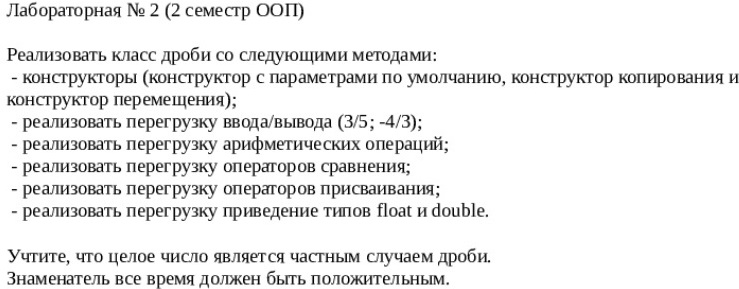 Лабораторная № 2 (2 семестр ООП)
Реализовать класс дроби со следующими методами:
- конструкторы (конструктор с параметрами по умолчанию, конструктор копирования и
конструктор перемещения);
- реализовать перегрузку ввода/вывода (3/5; -4/3);
- реализовать перегрузку арифметических операций;
- реализовать перегрузку операторов сравнения;
- реализовать перегрузку операторов присваивания;
- реализовать перегрузку приведение типов float и double.
Учтите, что целое число является частным случаем дроби.
Знаменатель все время должен быть положительным.